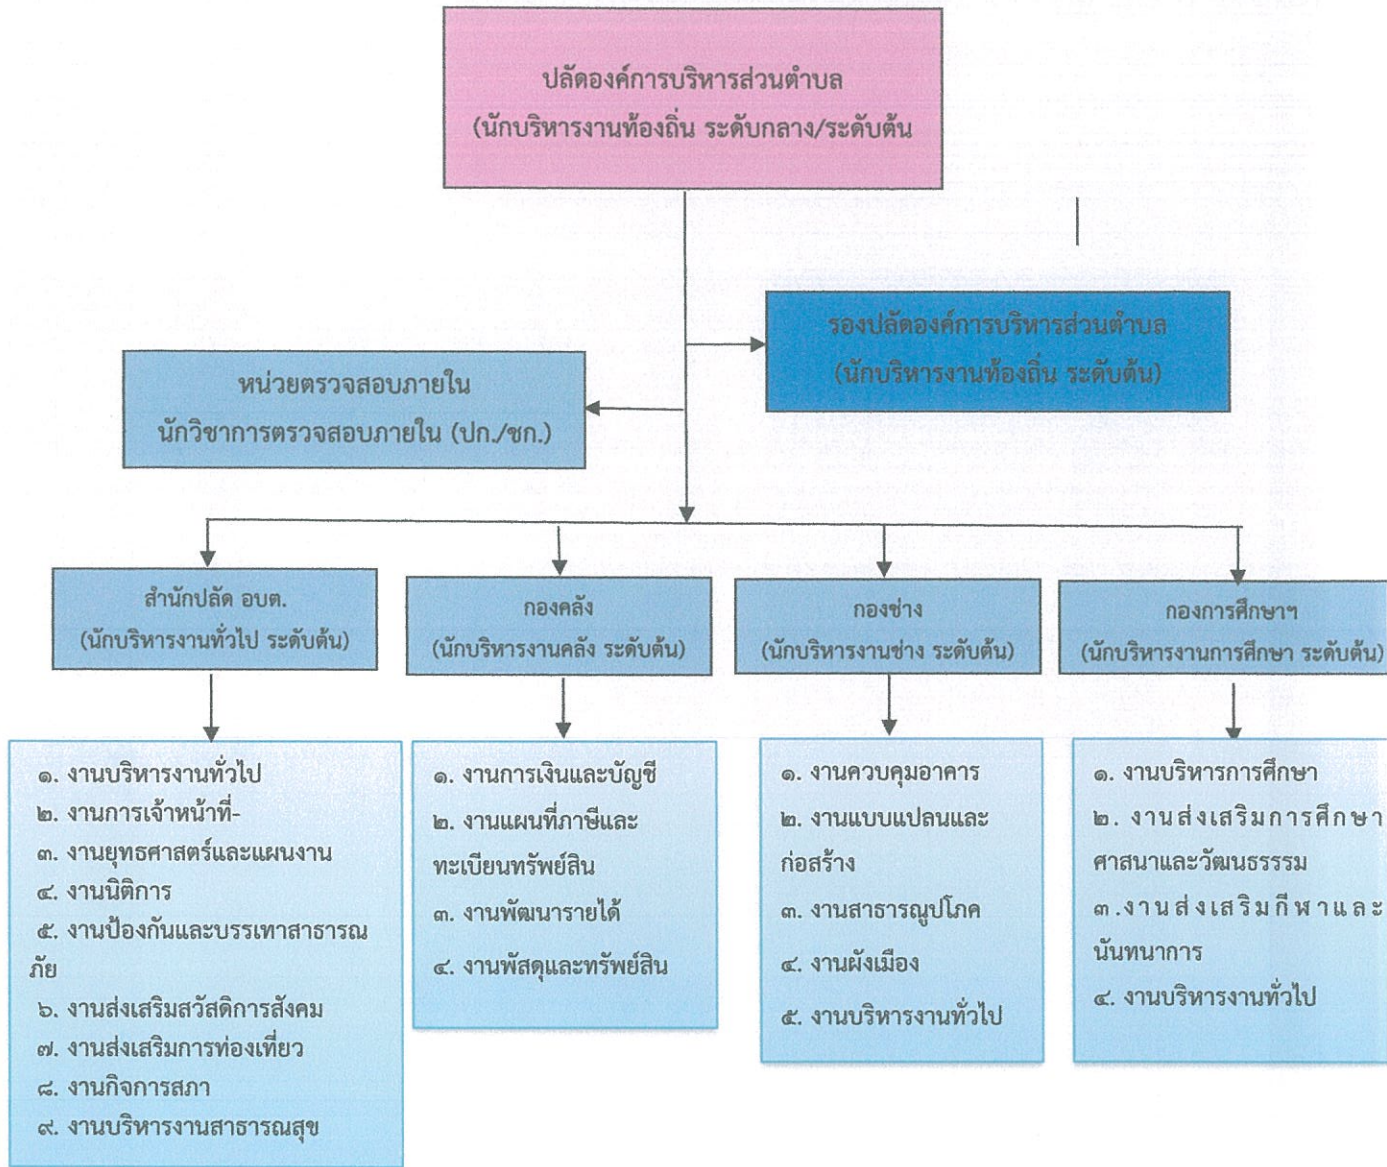 ปลัดองค์การบริหารส่วนตำบล
(นักบริหารงานท้องถิ่น ระดับกลาง/ระดับต้น
รองปลัดองค์การบริหารส่วนตำบล
(นักบริหารงานท้องถิ่น ระดับต้น)
หน่วยตรวจสอบภายใน
นักวิชาการตรวจสอบภายใน (ปก./ชก.)
สำนักปลัด อบต.
(นักบริหารงานทั่วไป ระดับต้น)
กองคลัง
(นักบริหารงานคลัง ระดับต้น)
กองช่าง
(นักบริหารงานช่าง ระดับต้น)
กองการศึกษาฯ
(นักบริหารงานการศึกษา ระดับต้น)
๑. งานบริหารงานทั่วไป
๒. งานการเจ้าหน้าที่-
๓. งานยุทธศาสตร์และแผนงาน
๔. งานนิติการ
๕. งานป้องกันและบรรเทาสาธารณ
ภัย
๖. งานส่งเสริมสวัสดิการสังคม
๗. งานส่งเสริมการท่องเที่ยว
๘. งานกิจการสภา
๙. งานบริหารงานสาธารณสุข
๑. งานการเงินและบัญชี
๒. งานแผนที่ภาษีและ
ทะเบียนทรัพย์สิน
๓. งานพัฒนารายได้
๔. งานพัสดุและทรัพย์สิน
๑. งานควบคุมอาคาร
๒. งานแบบแปลนและ
ก่อสร้าง
๓. งานสาธารณูปโภค
๔. งานผังเมือง
๕. งานบริหารงานทั่วไป
๑. งานบริหารการศึกษา
๒. งานส่งเสริมการศึกษา
ศาสนาและวัฒนธรรรม
๓.งานส่งเสริมกีฬาและ
นันทนาการ
๔. งานบริหารงานทั่วไป